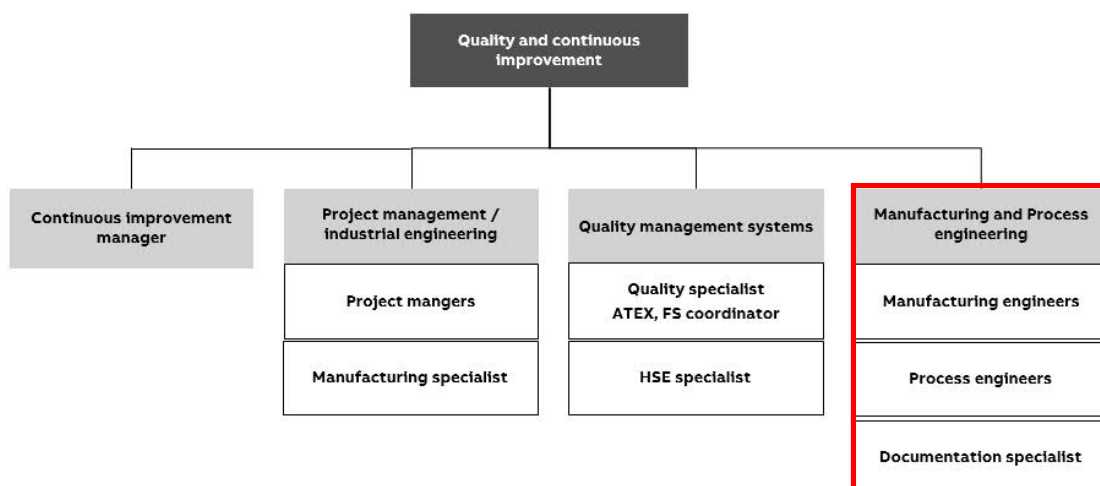 Quality and continuous
improvement
Continuous improvement
manager
Project management /
industrial engineering
Project mangers
Manufacturing specialist
Quality management systems
Quality specialist
ATEX, FS coordinator
HSE specialist
Manufacturing and Process
engineering
Manufacturing engineers
Process engineers
Documentation specialist